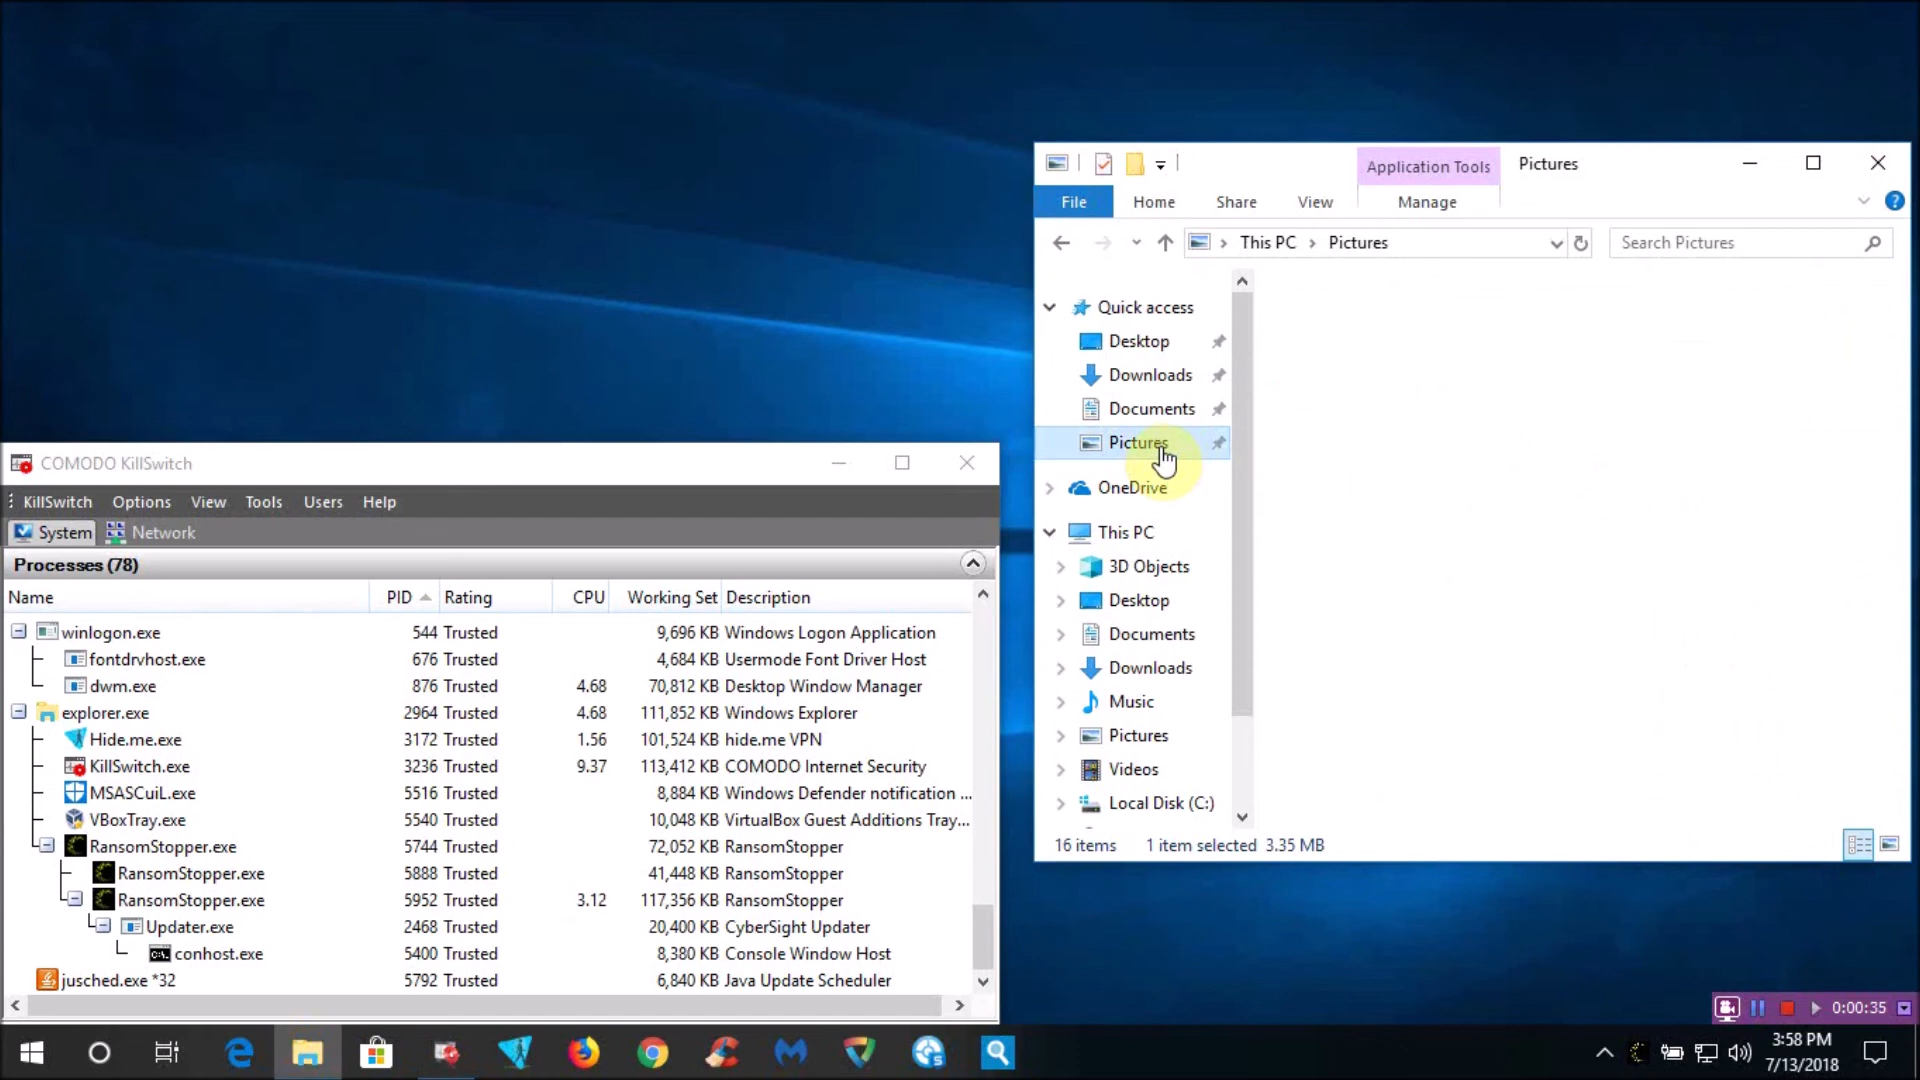 Application Tools Pictures
File Home Share View Manage
This PC Pictures Search Pictures
Quick access
Desktop
Downloads
Documents
Pictures
OneDrive
This PC
3D Objects
Desktop
Documents
Downloads
Music
Pictures
Videos
Local Disk (C:)
16 items 1 item selected 3.35 MB
COMODO KillSwitch
KillSwitch Options View Tools Users Help
System Network
Processes (78)
Name PID Rating CPU Working Set Description
winlogon.exe 544 Trusted 9,696 KB Windows Logon Application
fontdrvhost.exe 676 Trusted 4,684 KB Usermode Font Driver Host
dwm.exe 876 Trusted 4.68 70,812 KB Desktop Window Manager
explorer.exe 2964 Trusted 4.68 111,852 KB Windows Explorer
Hide.me.exe 3172 Trusted 1.56 101,524 KB hide.me VPN
KillSwitch.exe 3236 Trusted 9.37 113,412 KB COMODO Internet Security
MSASCuiL.exe 5516 Trusted 8,884 KB Windows Defender notification ...
VBoxTray.exe 5540 Trusted 10,048 KB VirtualBox Guest Additions Tray...
RansomStopper.exe 5744 Trusted 72,052 KB RansomStopper
RansomStopper.exe 5888 Trusted 41,448 KB RansomStopper
RansomStopper.exe 5952 Trusted 3.12 117,356 KB RansomStopper
Updater.exe 2468 Trusted 20,400 KB CyberSight Updater
conhost.exe 5400 Trusted 8,380 KB Console Window Host
jusched.exe *32 5792 Trusted 6,840 KB Java Update Scheduler
0:00:35
3:58 PM
7/13/2018